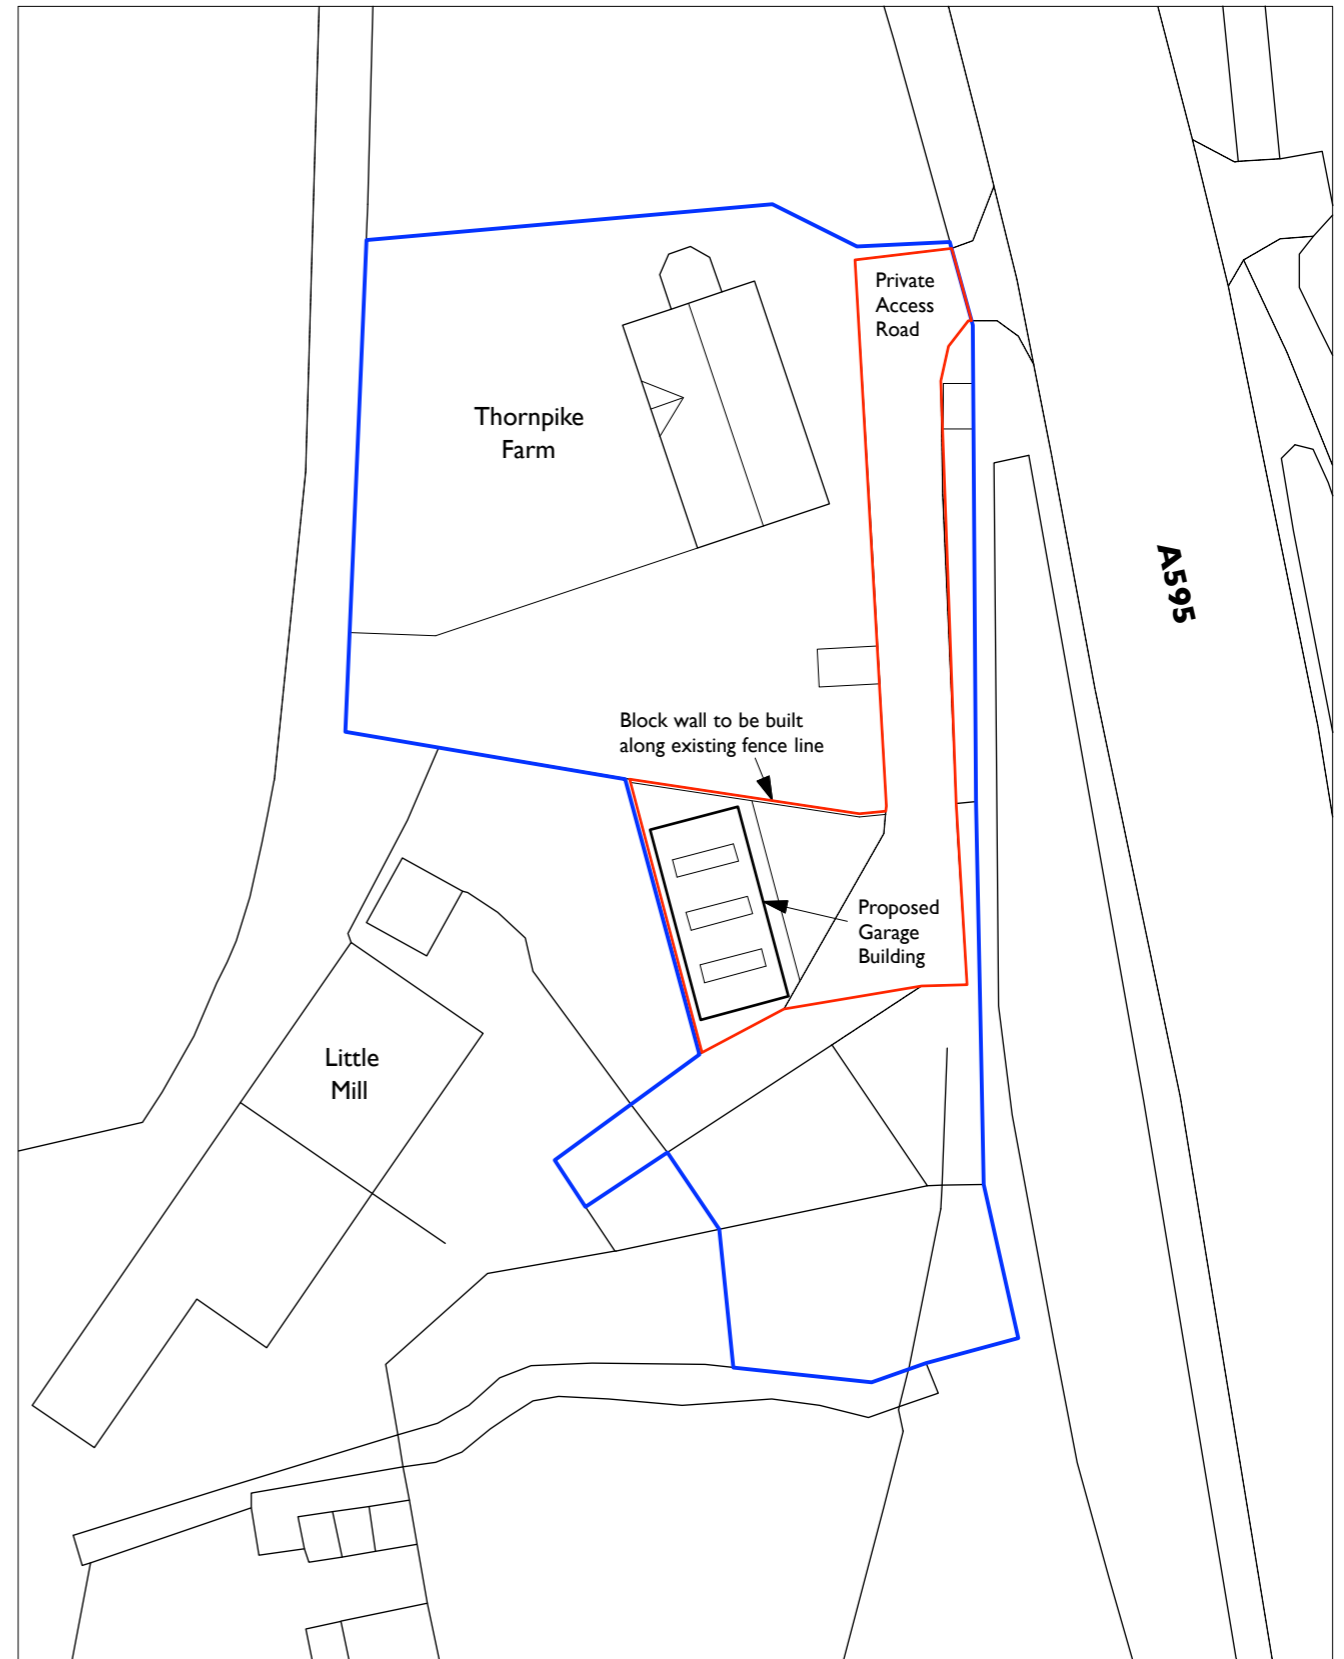 Private
Access
Road
Thornpike
Farm
A595
Block wall to be built
along existing fence line
Proposed
Garage
Building
Little
Mill